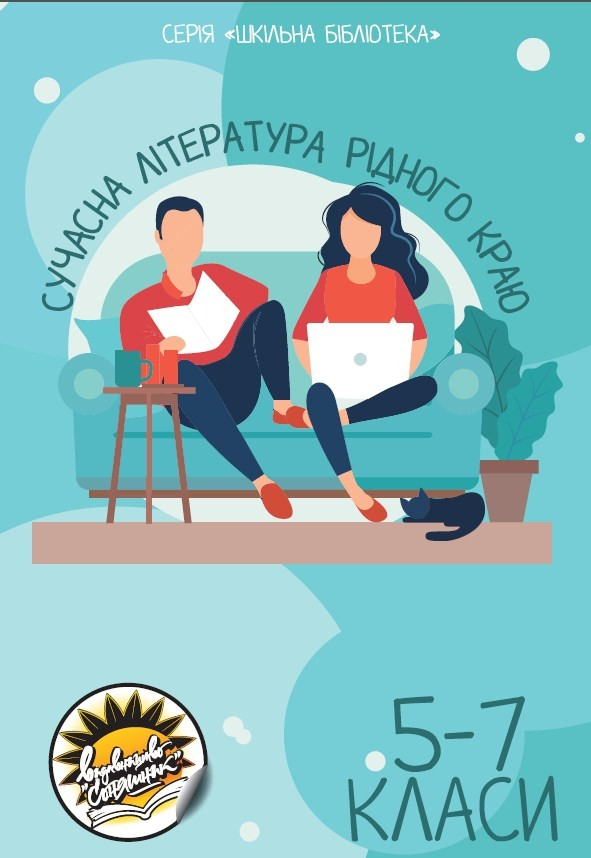 СЕРІЯ «ШКІЛЬНА БІБЛІОТЕКА»
СУЧАСНА ЛІТЕРАТУРА РІДНОГО КРАЮ
видавництво
"Соняшник"
5-7
КЛАСИ